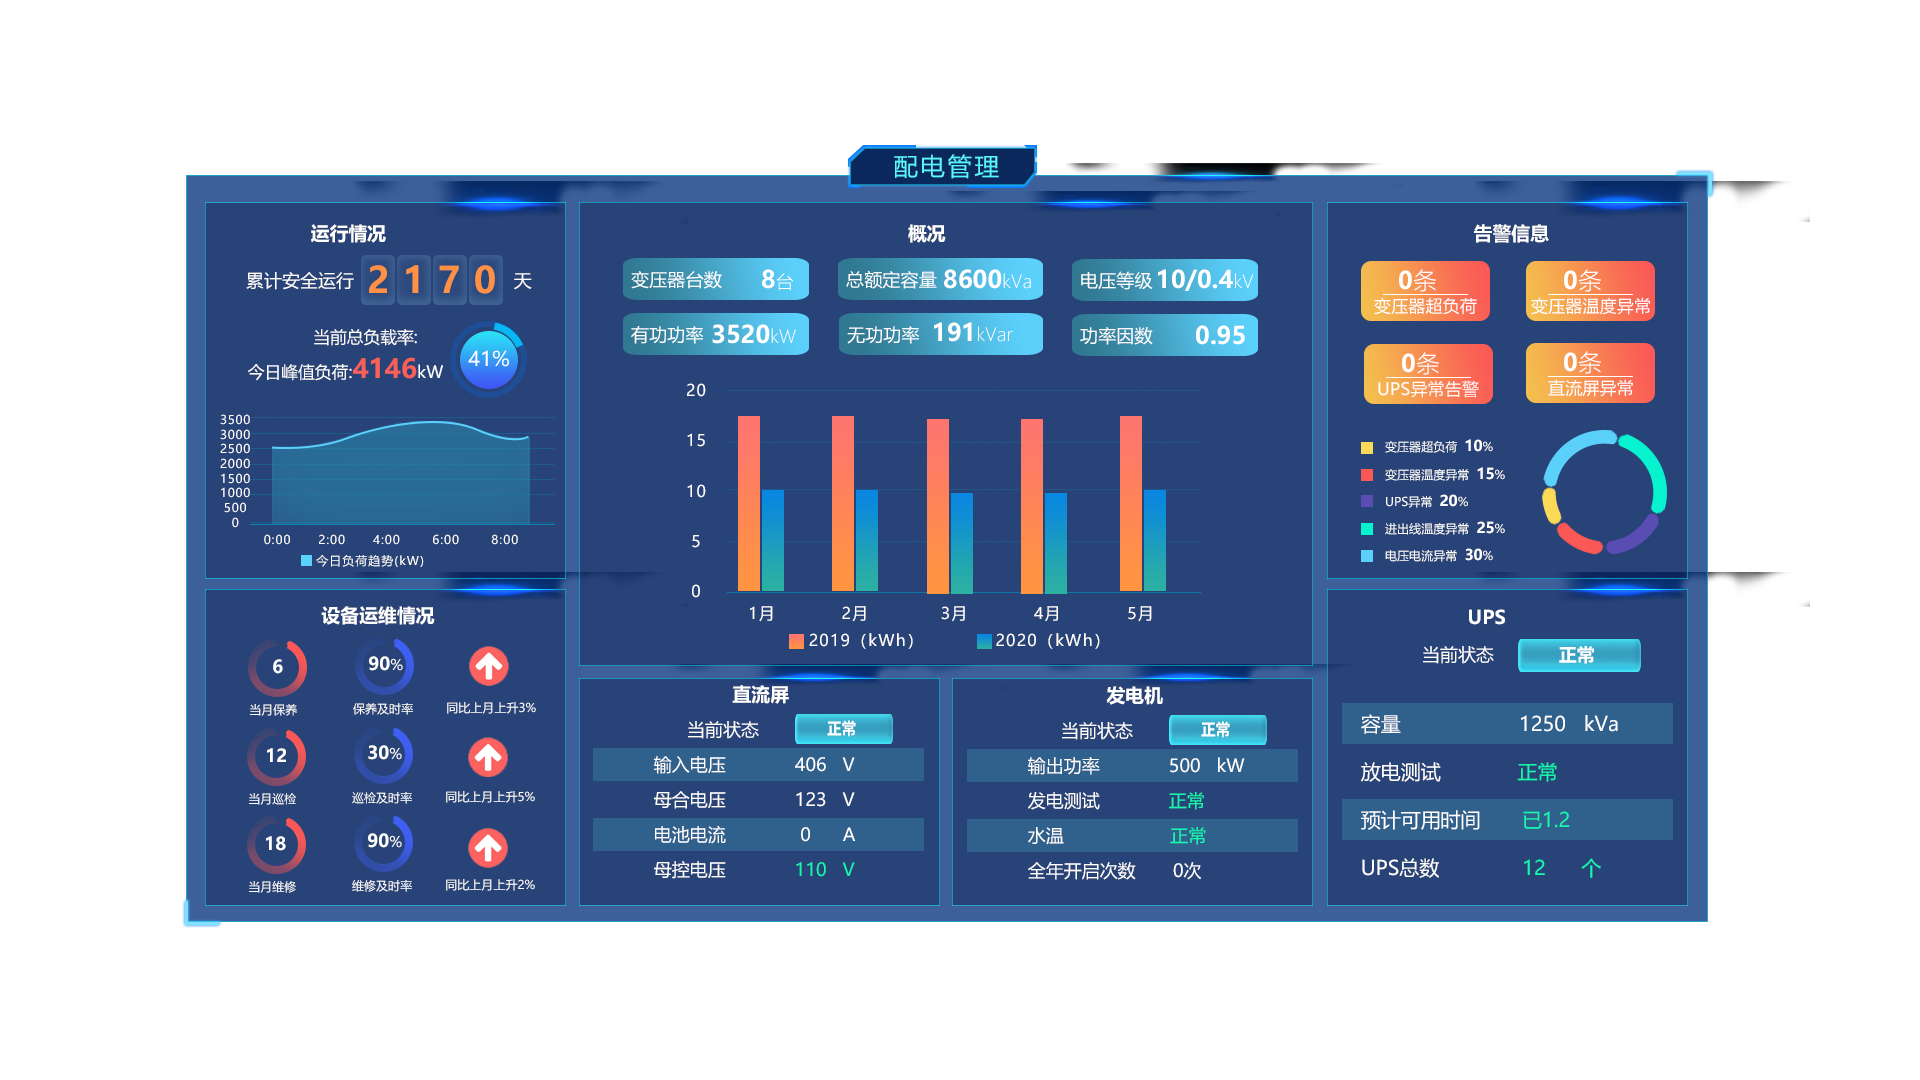 配电管理
运行情况
累计安全运行 2170 天
当前总负载率:
今日峰值负荷:4146kW
41%
3500
3000
2500
2000
1500
1000
500
0
0:00 2:00 4:00 6:00 8:00
今日负荷趋势(kW)
设备运维情况
6 90%
当月保养 保养及时率 同比上月上升3%
12 30%
当月巡检 巡检及时率 同比上月上升5%
18 90%
当月维修 维修及时率 同比上月上升2%
概况
变压器台数 8台 总额定容量 8600kVa 电压等级 10/0.4kV
有功功率 3520kW 无功功率 191kVar 功率因数 0.95
20
15
10
5
0
1月 2月 3月 4月 5月
2019（kWh） 2020（kWh）
直流屏
当前状态 正常
输入电压 406 V
母合电压 123 V
电池电流 0 A
母控电压 110 V
发电机
当前状态 正常
输出功率 500 kW
发电测试 正常
水温 正常
全年开启次数 0次
告警信息
0条 0条
变压器超负荷 变压器温度异常
0条 0条
UPS异常告警 直流屏异常
变压器超负荷 10%
变压器温度异常 15%
UPS异常 20%
进出线温度异常 25%
电压电流异常 30%
UPS
当前状态 正常
容量 1250 kVa
放电测试 正常
预计可用时间 已1.2
UPS总数 12 个